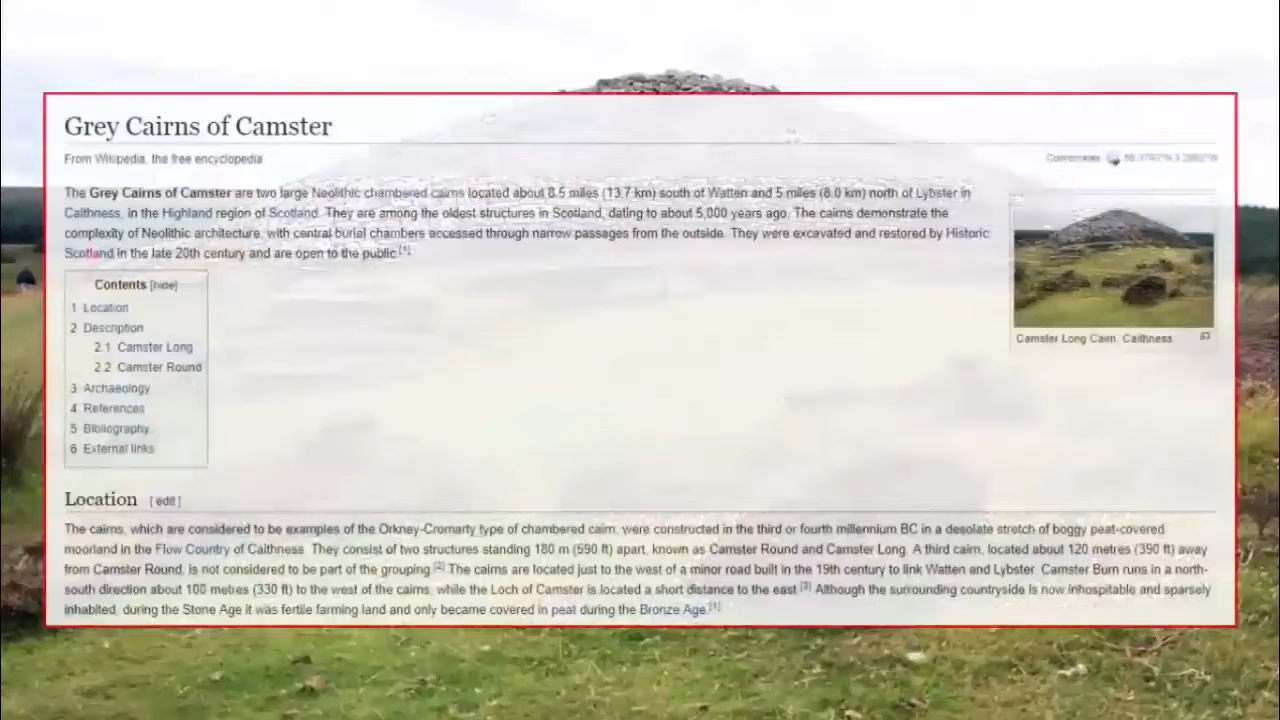 Grey Cairns of Camster
From Wikipedia, the free encyclopedia
Coordinates
The Grey Cairns of Camster are two large Neolithic chambered cairns located about 8.5 miles (13.7 km) south of Watten and 5 miles (8.0 km) north of Lybster in
Caithness, in the Highland region of Scotland. They are among the oldest structures in Scotland, dating to about 5,000 years ago. The cairns demonstrate the
complexity of Neolithic architecture, with central burial chambers accessed through narrow passages from the outside. They were excavated and restored by Historic
Scotland in the late 20th century and are open to the public.[1]
Camster Long Cairn, Caithness
Contents [hide]
1 Location
2 Description
2.1 Camster Long
2.2 Camster Round
3 Archaeology
4 References
5 Bibliography
6 External links
Location [ edit ]
The cairns, which are considered to be examples of the Orkney-Cromarty type of chambered cairn, were constructed in the third or fourth millennium BC in a desolate stretch of boggy peat-covered
moorland in the Flow Country of Caithness. They consist of two structures standing 180 m (590 ft) apart, known as Camster Round and Camster Long. A third cairn, located about 120 metres (390 ft) away
from Camster Round, is not considered to be part of the grouping.[2] The cairns are located just to the west of a minor road built in the 19th century to link Watten and Lybster. Camster Burn runs in a north-
south direction about 100 metres (330 ft) to the west of the cairns, while the Loch of Camster is located a short distance to the east.[3] Although the surrounding countryside is now inhospitable and sparsely
inhabited, during the Stone Age it was fertile farming land and only became covered in peat during the Bronze Age.[1]